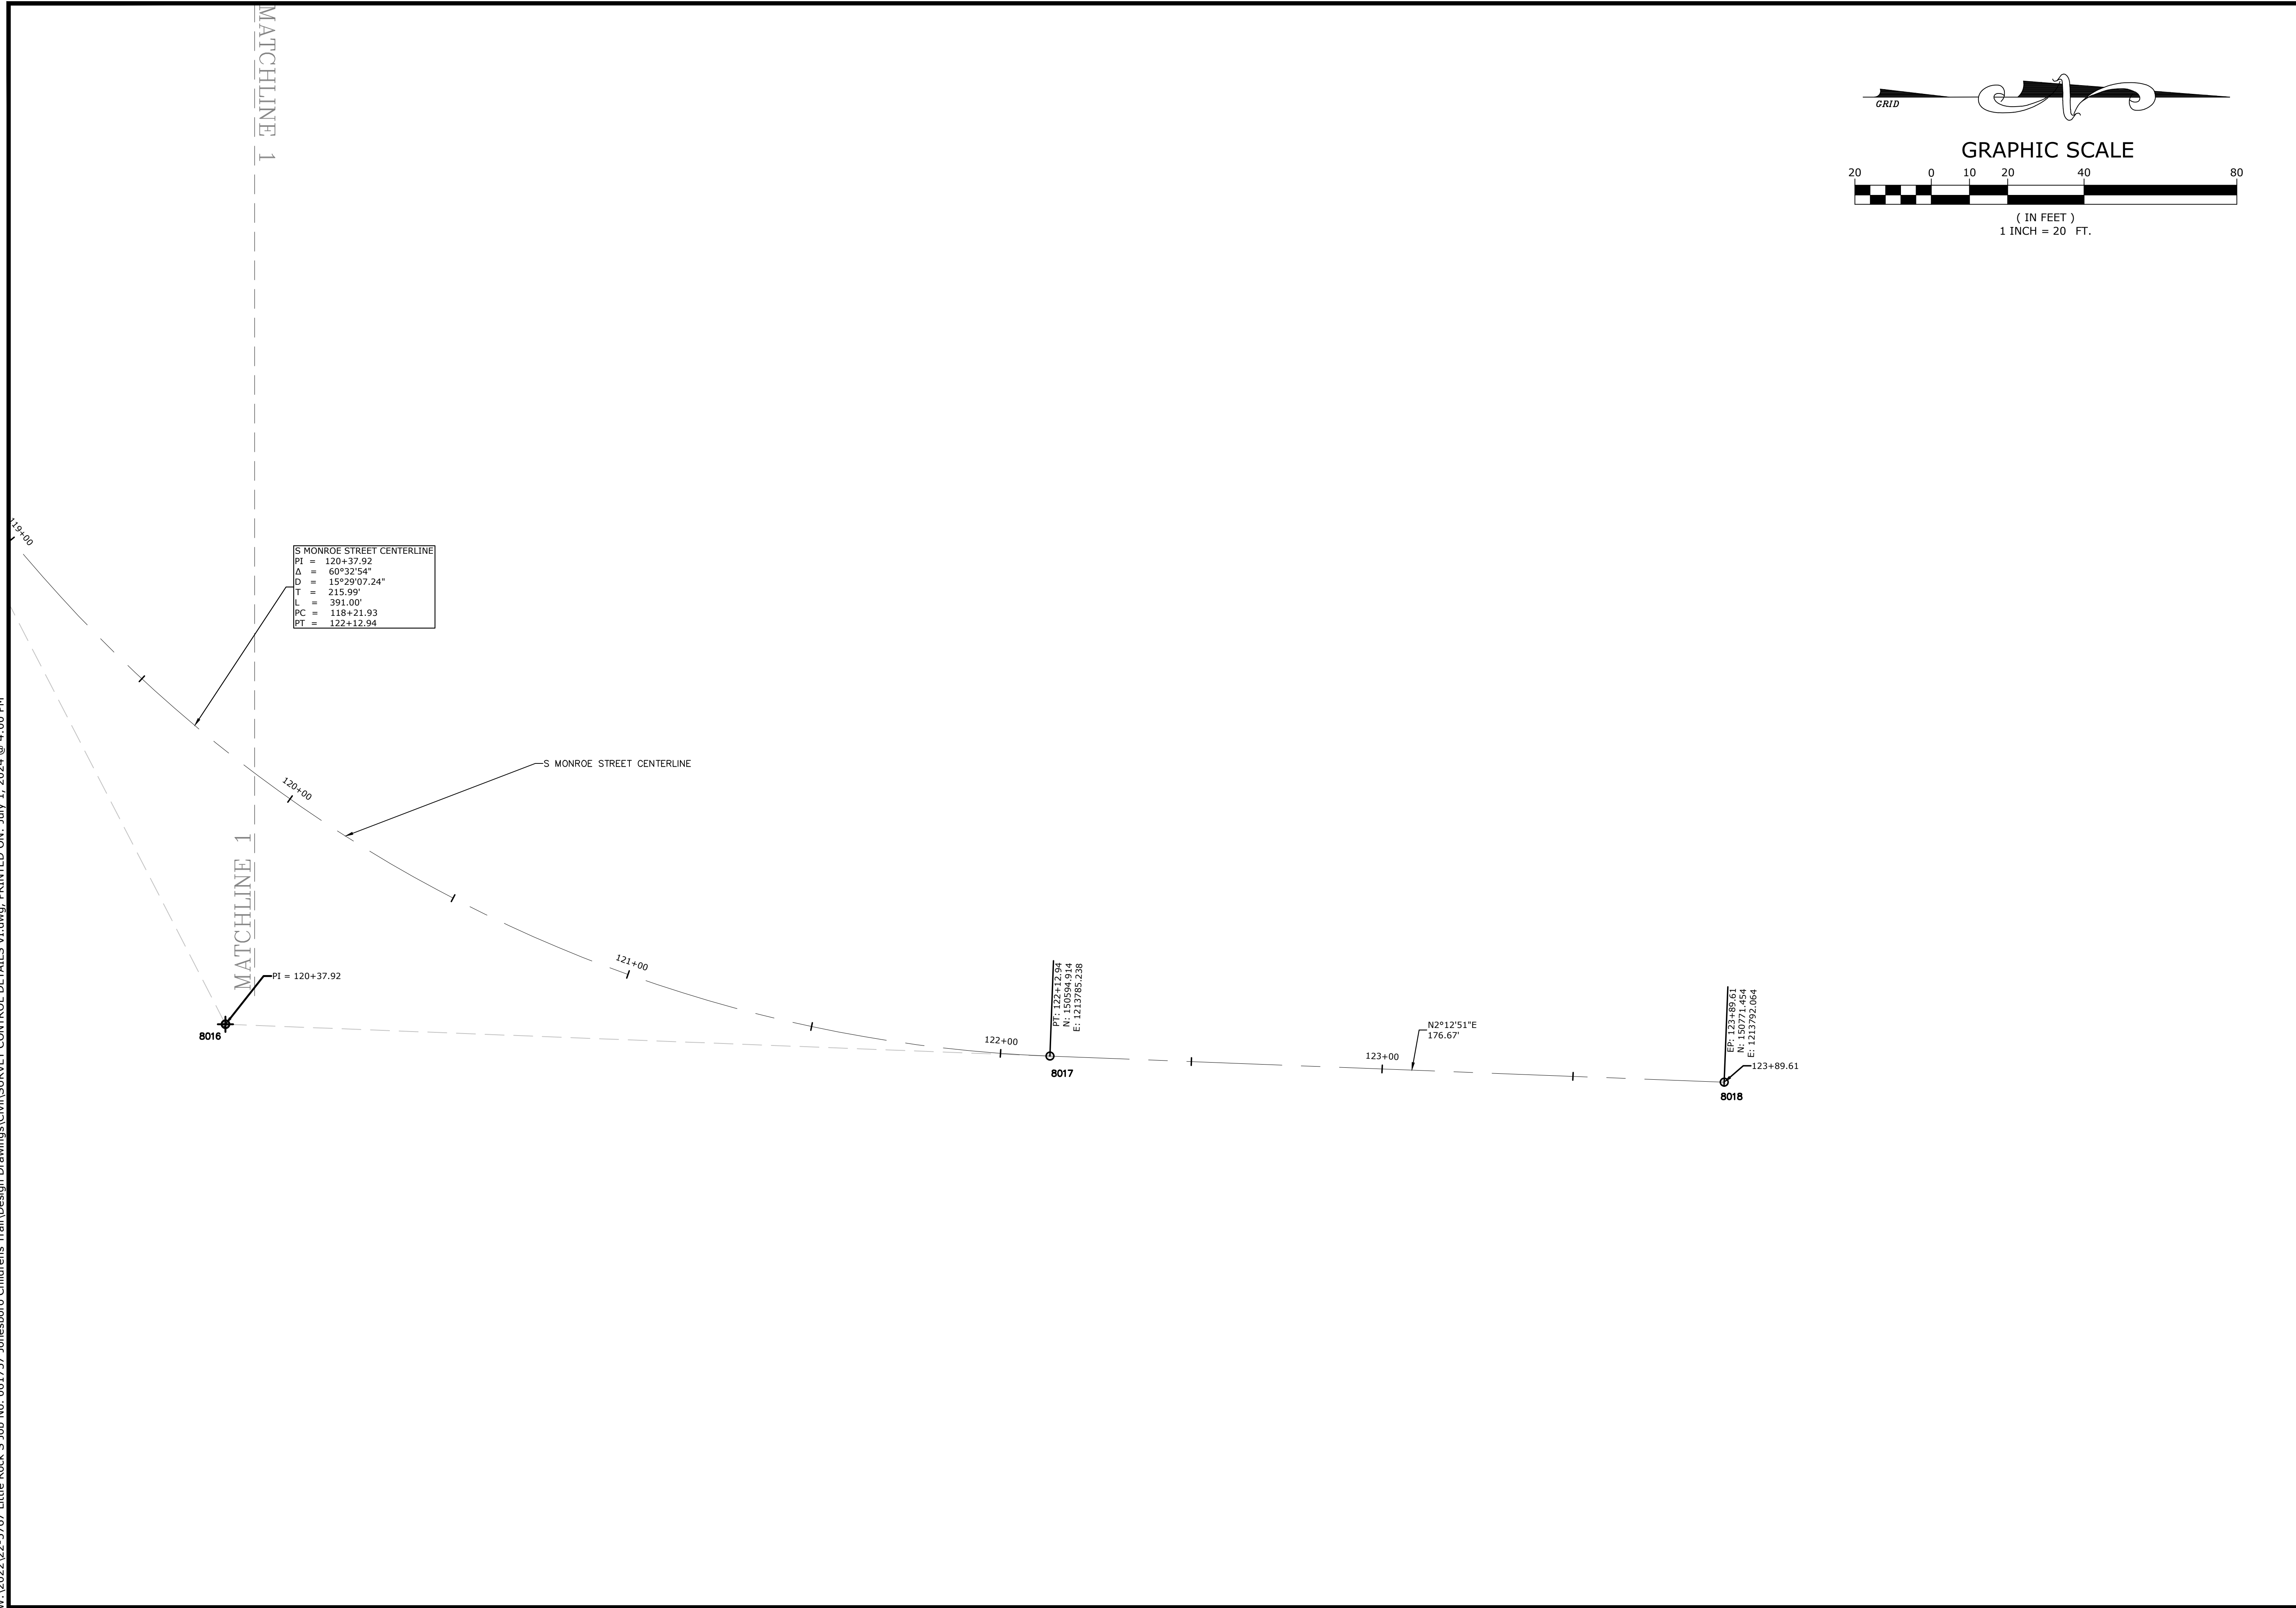 MATCHLINE 1
GRID
GRAPHIC SCALE
20 0 10 20 40 80
( IN FEET )
1 INCH = 20 FT.
119+00
S MONROE STREET CENTERLINE
PI = 120+37.92
Δ = 60°32'54"
D = 15°29'07.24"
T = 215.99'
L = 391.00'
PC = 118+21.93
PT = 122+12.94
S MONROE STREET CENTERLINE
120+00
MATCHLINE 1
121+00
PI = 120+37.92
8016
122+00
PT: 122+12.94
N: 150594.914
E: 1213785.238
8017
123+00
N2°12'51"E
176.67'
EP: 123+89.61
N: 150771.454
E: 1213792.064
123+89.61
8018